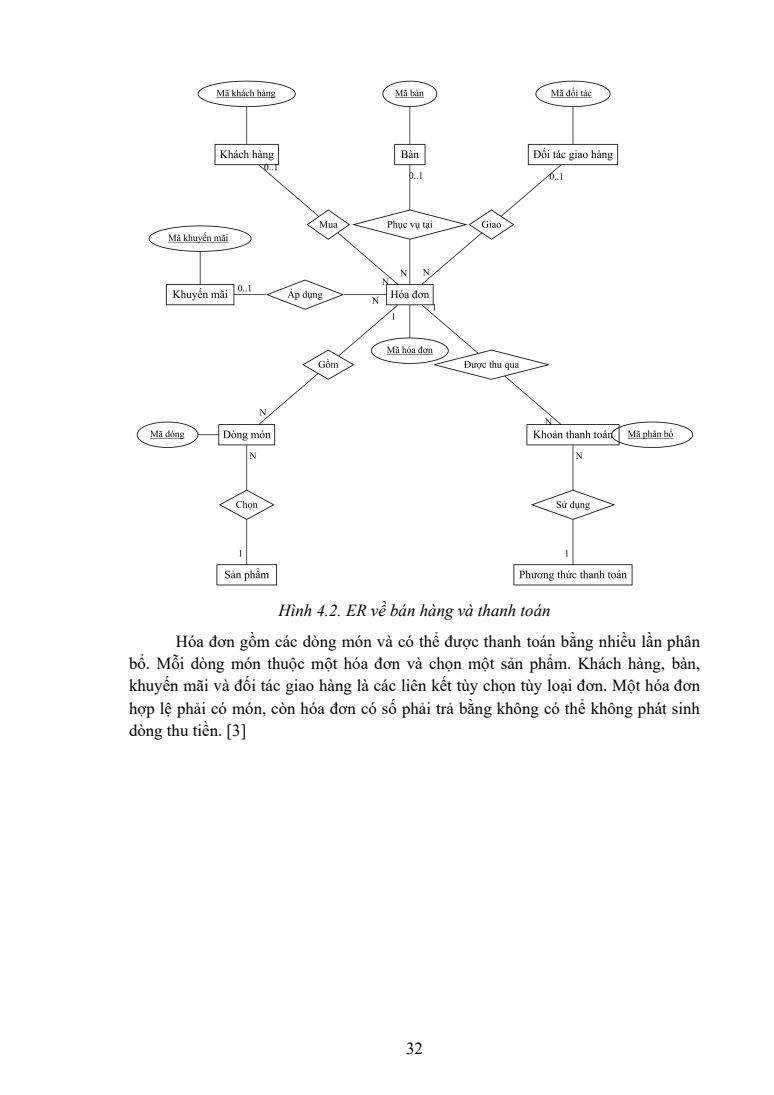 Mã khách hàng
Mã bàn
Mã đối tác
Khách hàng
Bàn
Đối tác giao hàng
0..1
0..1
0..1
Mua
Phục vụ tại
Giao
Mã khuyến mãi
N
N
N
Khuyến mãi
0..1
Áp dụng
N
Hóa đơn
1
1
Mã hóa đơn
Gồm
Được thu qua
N
N
Mã dòng
Dòng món
Khoản thanh toán
Mã phân bổ
N
N
Chọn
Sử dụng
1
1
Sản phẩm
Phương thức thanh toán
Hình 4.2. ER về bán hàng và thanh toán
Hóa đơn gồm các dòng món và có thể được thanh toán bằng nhiều lần phân
bổ. Mỗi dòng món thuộc một hóa đơn và chọn một sản phẩm. Khách hàng, bàn,
khuyến mãi và đối tác giao hàng là các liên kết tùy chọn tùy loại đơn. Một hóa đơn
hợp lệ phải có món, còn hóa đơn có số phải trả bằng không có thể không phát sinh
dòng thu tiền. [3]
32